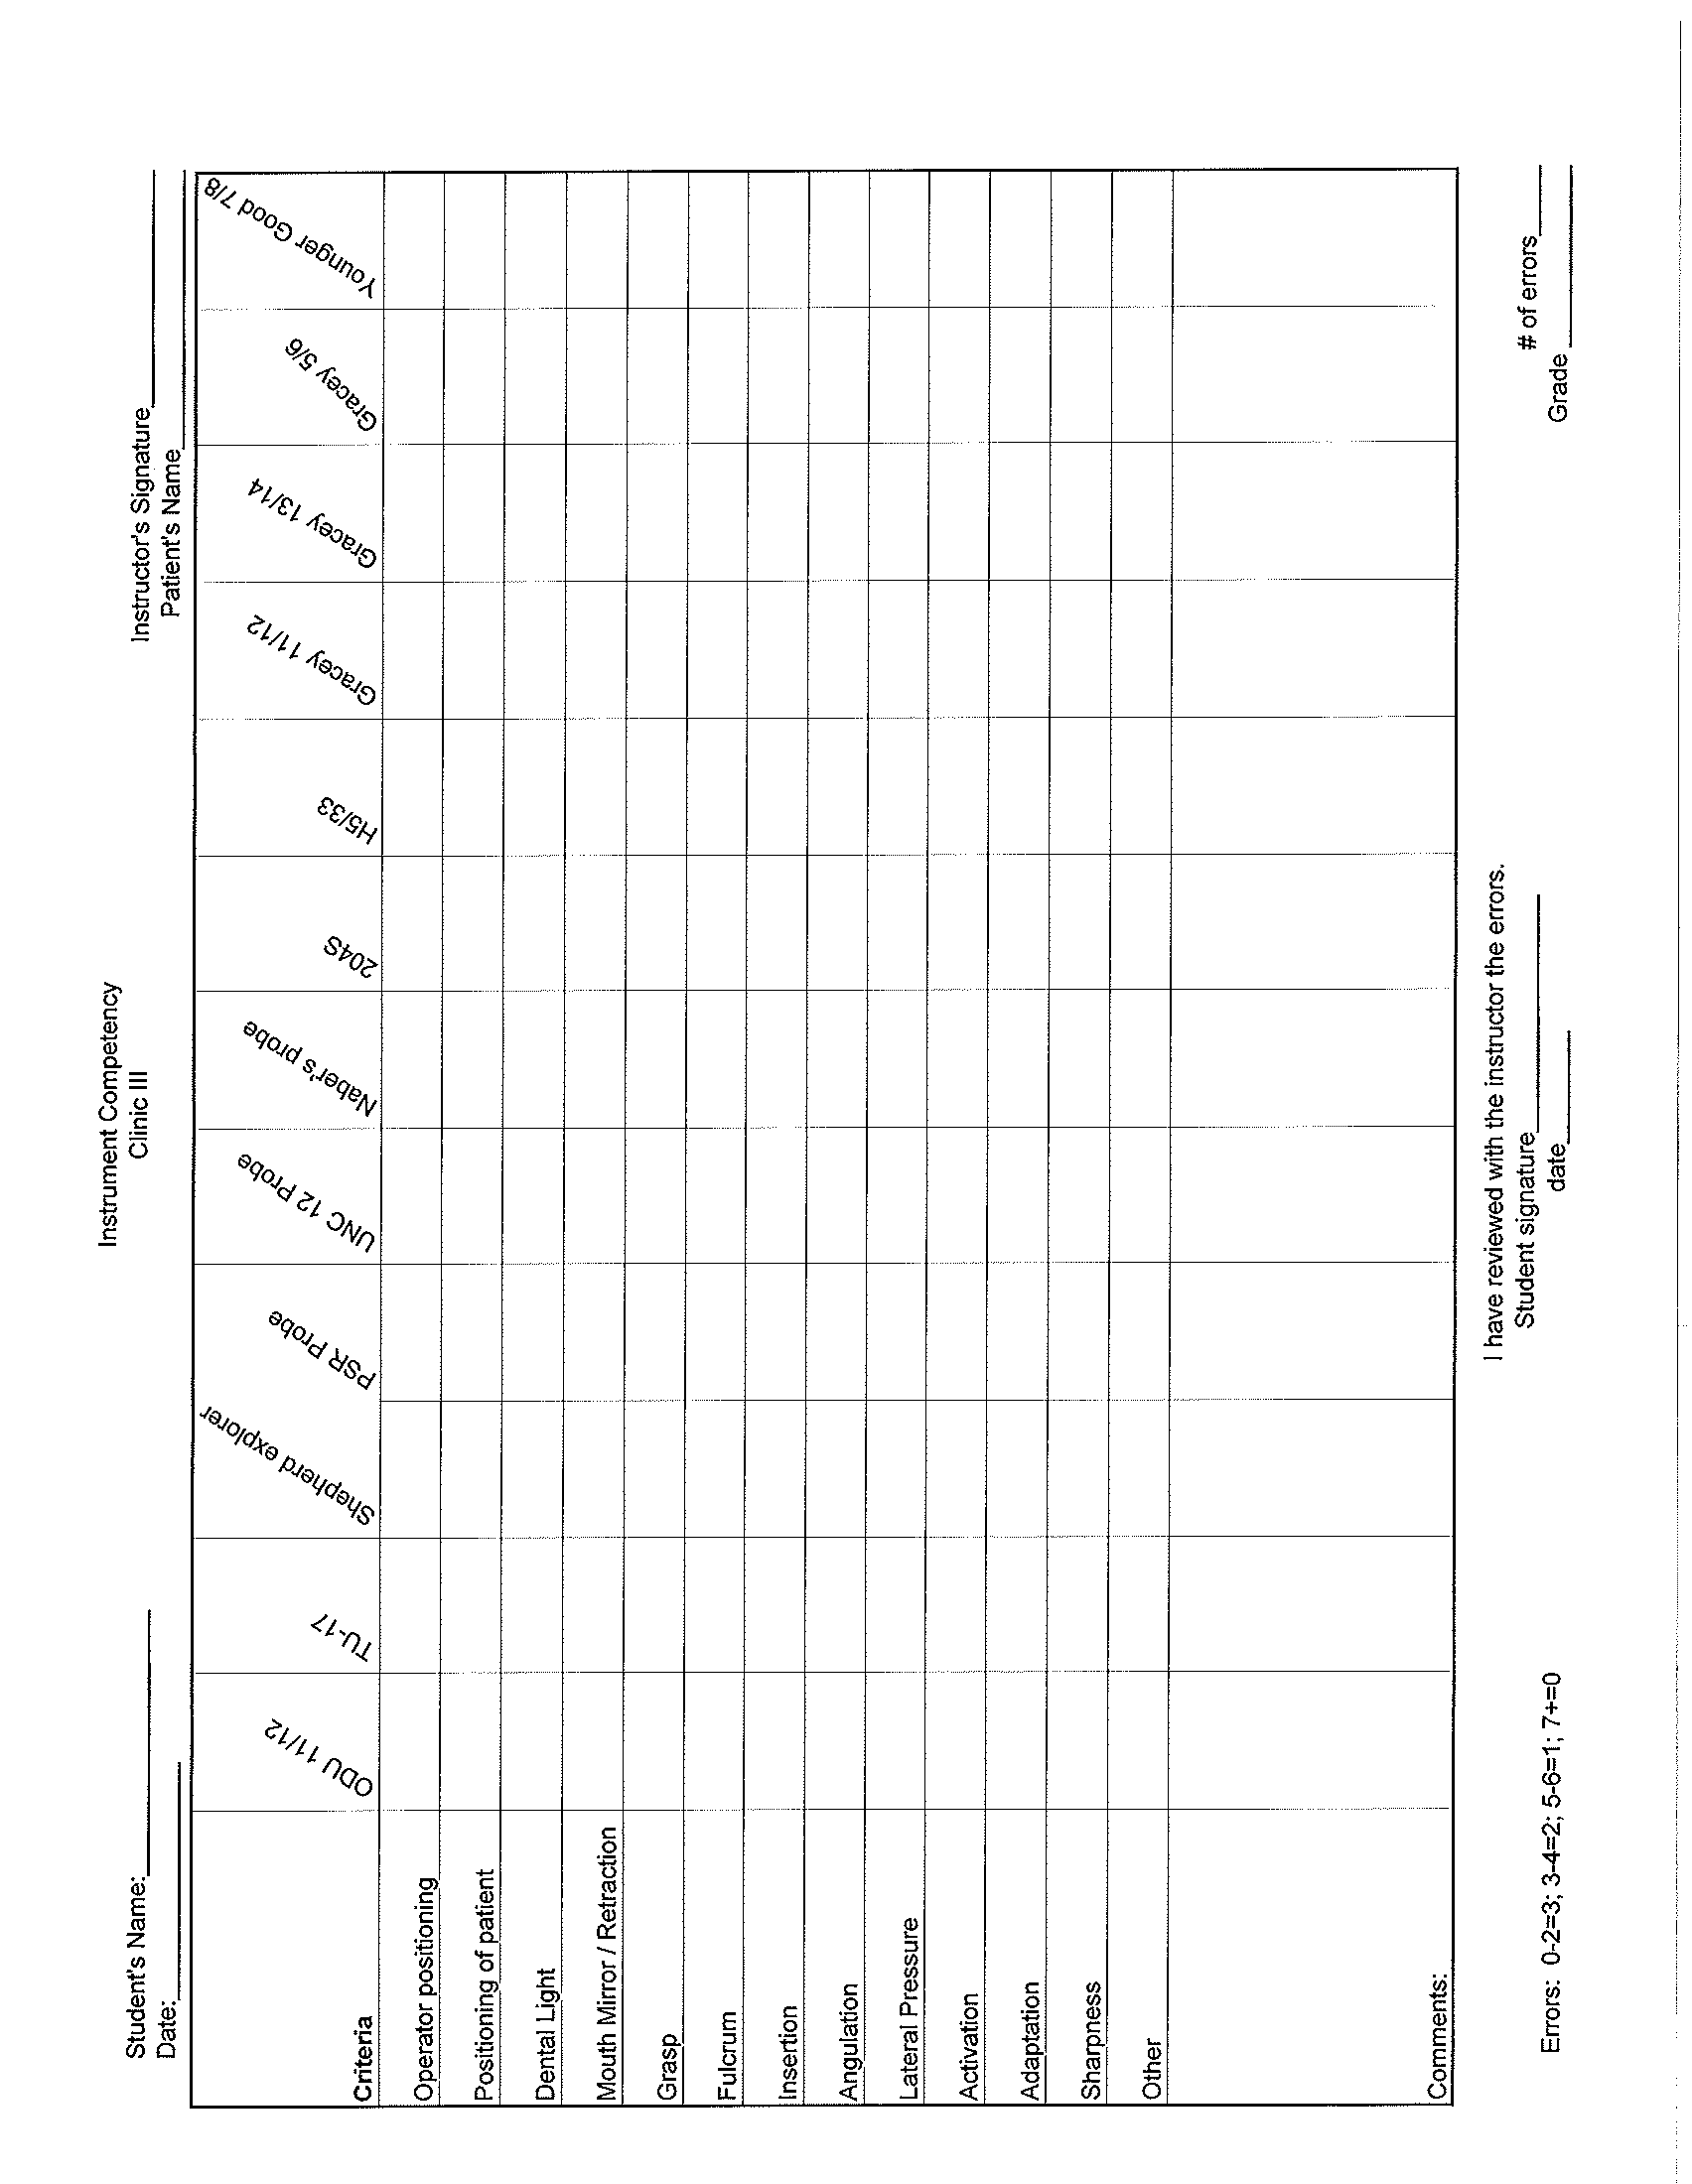 Instrument Competency
Student's Name: Clinic III Instructor's Signature
Date: Patient's Name
Criteria ODU 11/12 TU-17 Shepherd explorer PSR Probe UNC 12 Probe Naber's probe 204S H5/33 Gracey 11/12 Gracey 13/14 Gracey 5/6 Younger Good 7/8
Operator positioning
Positioning of patient
Dental Light
Mouth Mirror / Retraction
Grasp
Fulcrum
Insertion
Angulation
Lateral Pressure
Activation
Adaptation
Sharpness
Other
Comments:
I have reviewed with the instructor the errors.
Student signature # of errors
Errors: 0-2=3; 3-4=2; 5-6=1; 7+=0 date Grade